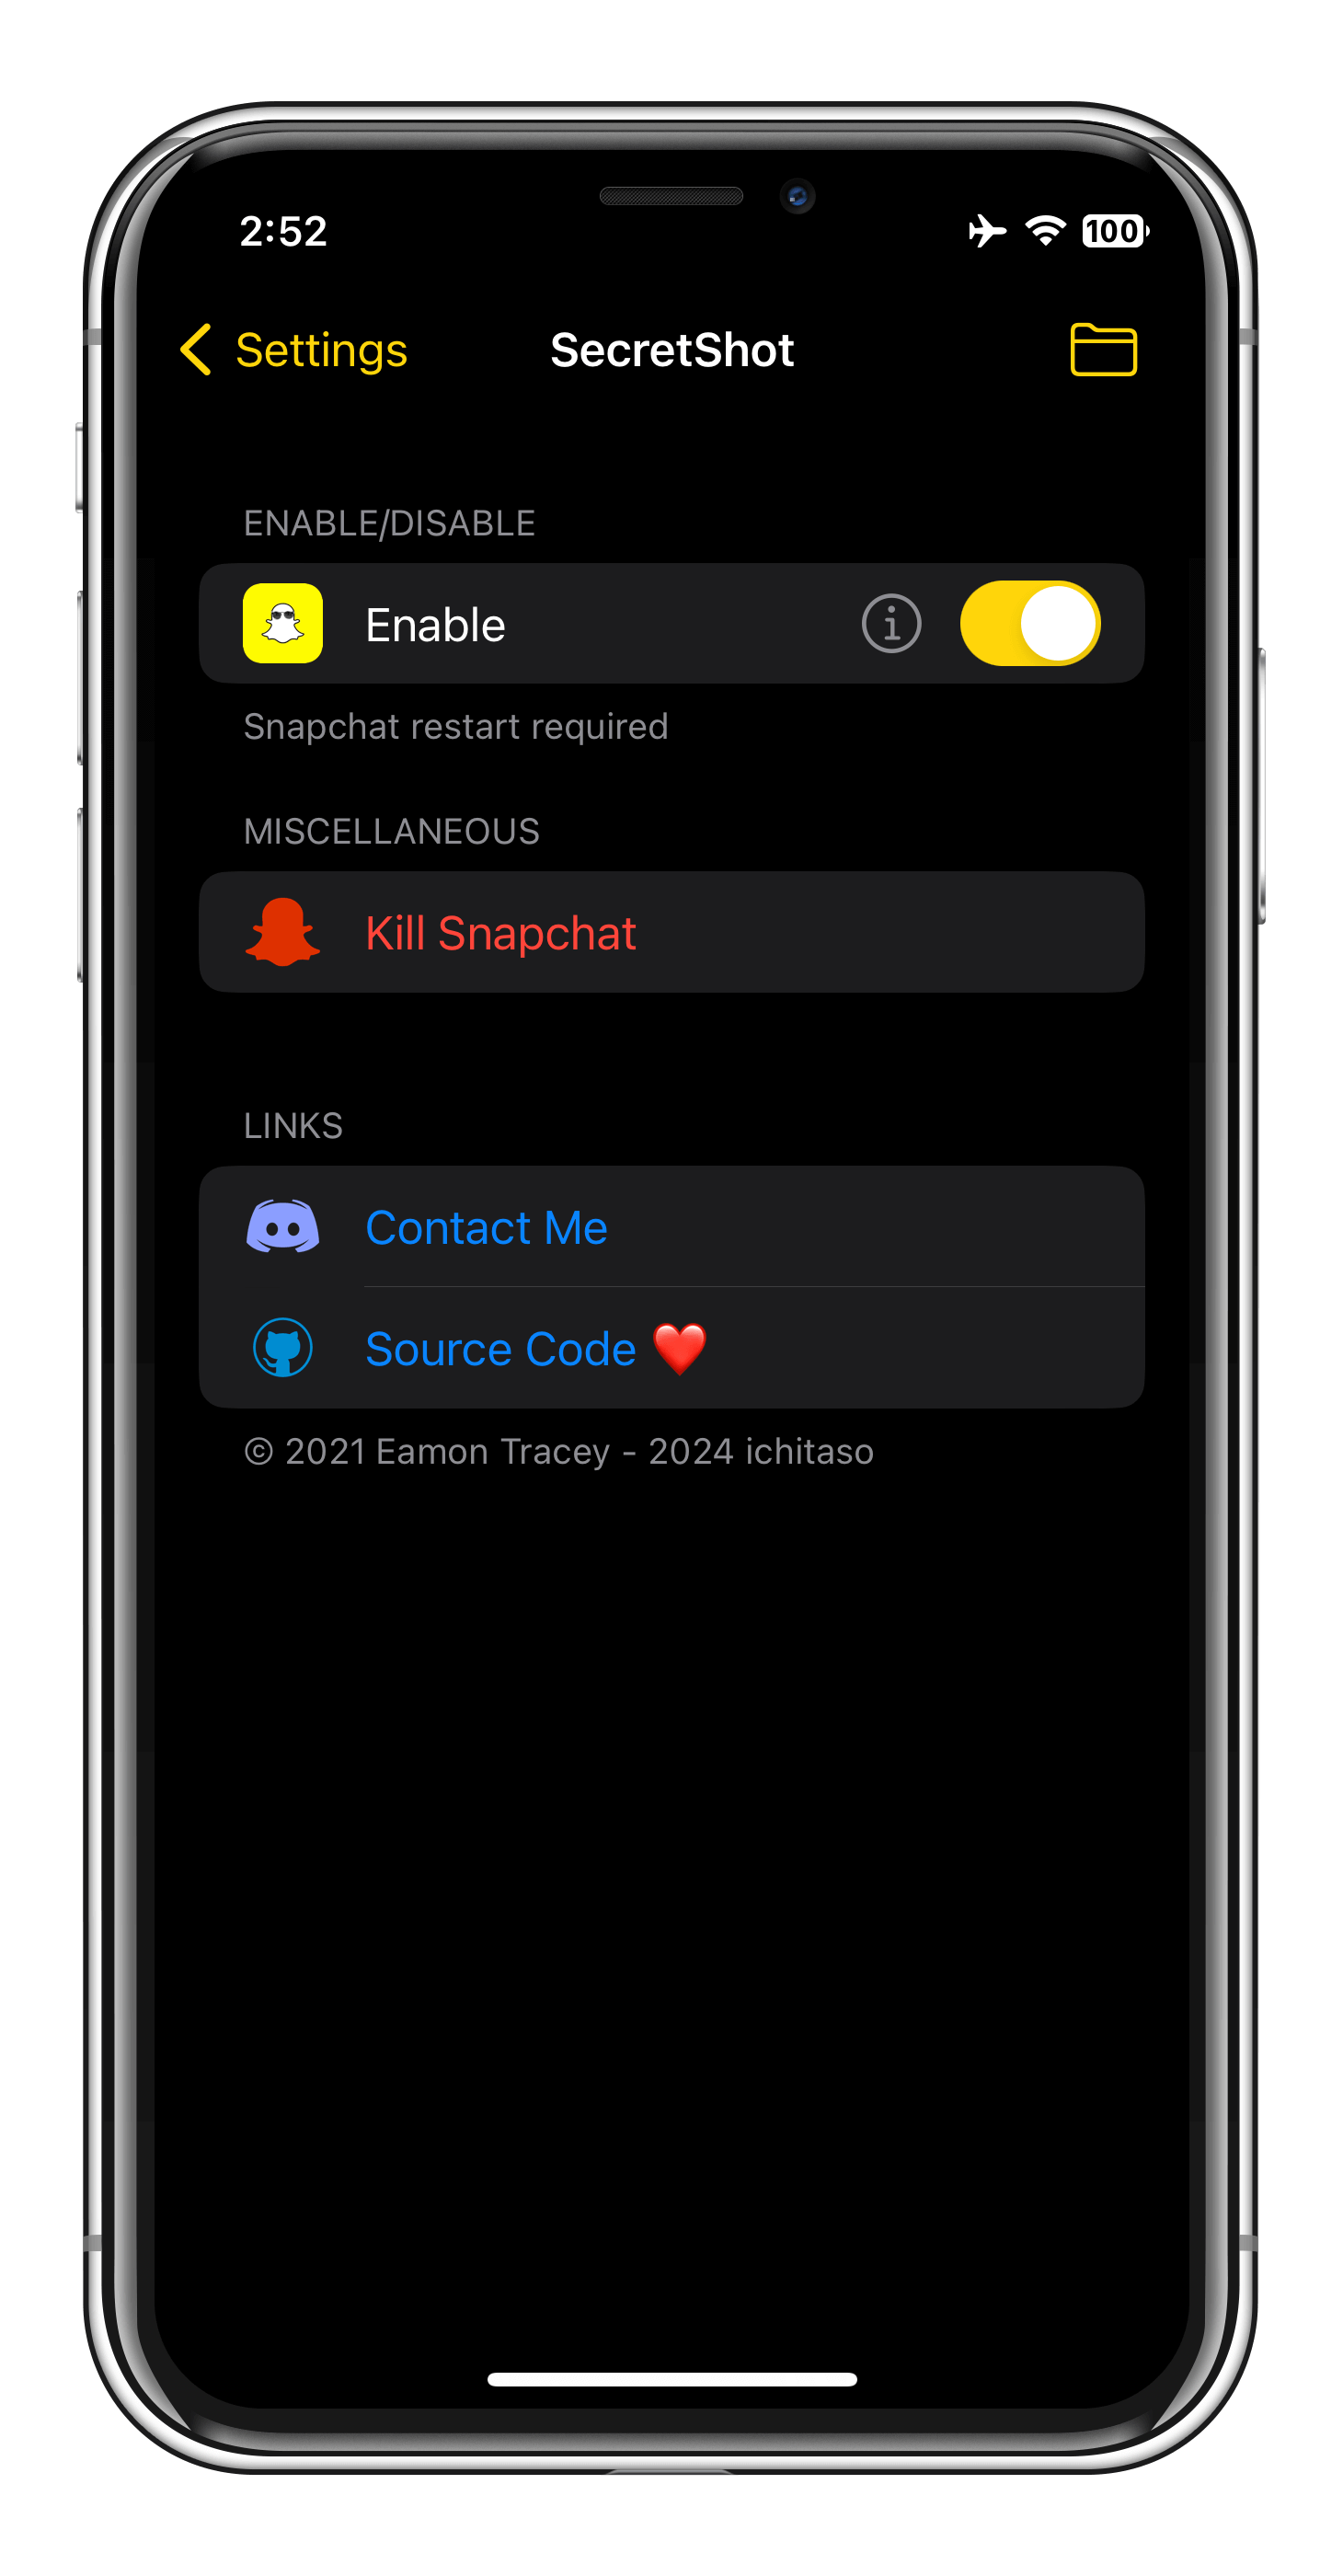 2:52
100
Settings
SecretShot
ENABLE/DISABLE
Enable
Snapchat restart required
MISCELLANEOUS
Kill Snapchat
LINKS
Contact Me
Source Code ❤️
© 2021 Eamon Tracey - 2024 ichitaso